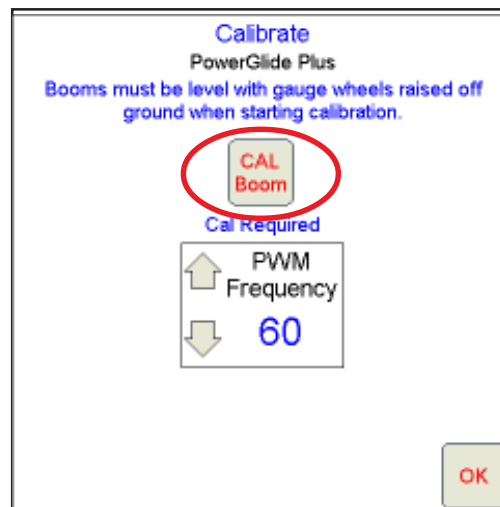 Calibrate
PowerGlide Plus
Booms must be level with gauge wheels raised off
ground when starting calibration.
CAL
Boom
Cal Required
PWM
Frequency
60
OK